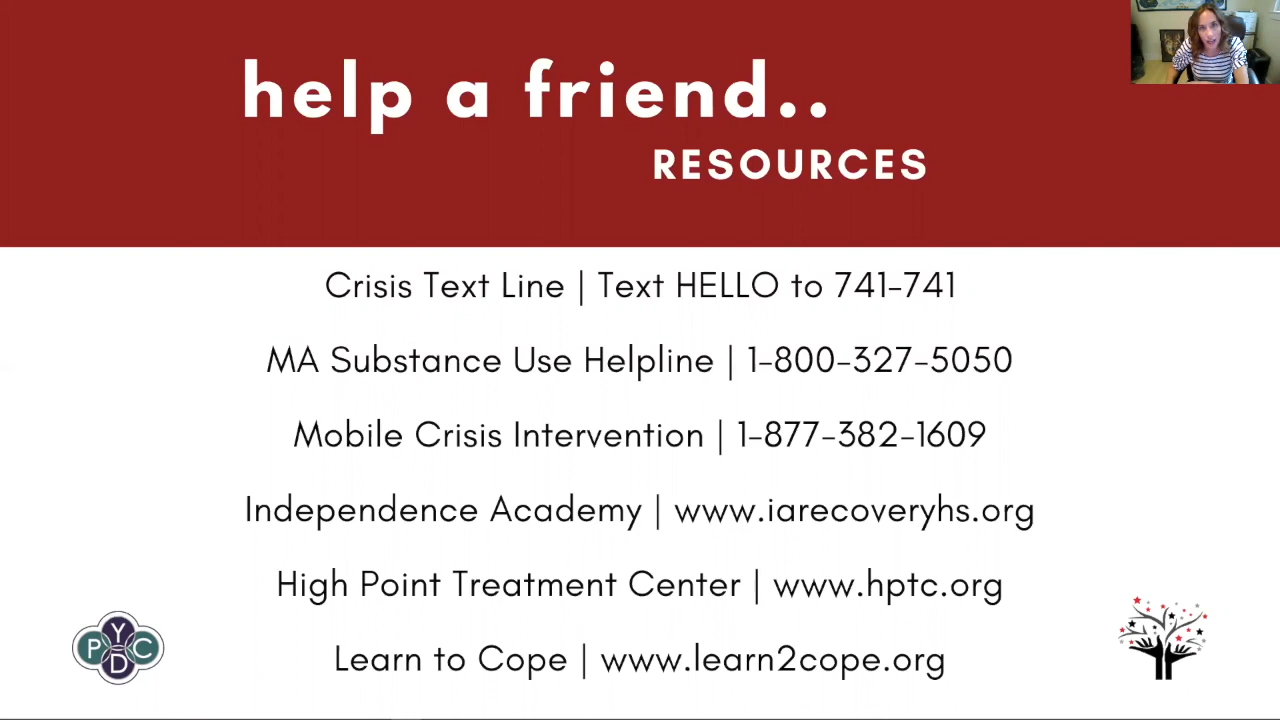 help a friend..
RESOURCES
Crisis Text Line | Text HELLO to 741-741
MA Substance Use Helpline | 1-800-327-5050
Mobile Crisis Intervention | 1-877-382-1609
Independence Academy | www.iarecoveryhs.org
High Point Treatment Center | www.hptc.org
Learn to Cope | www.learn2cope.org
Y
P C
D